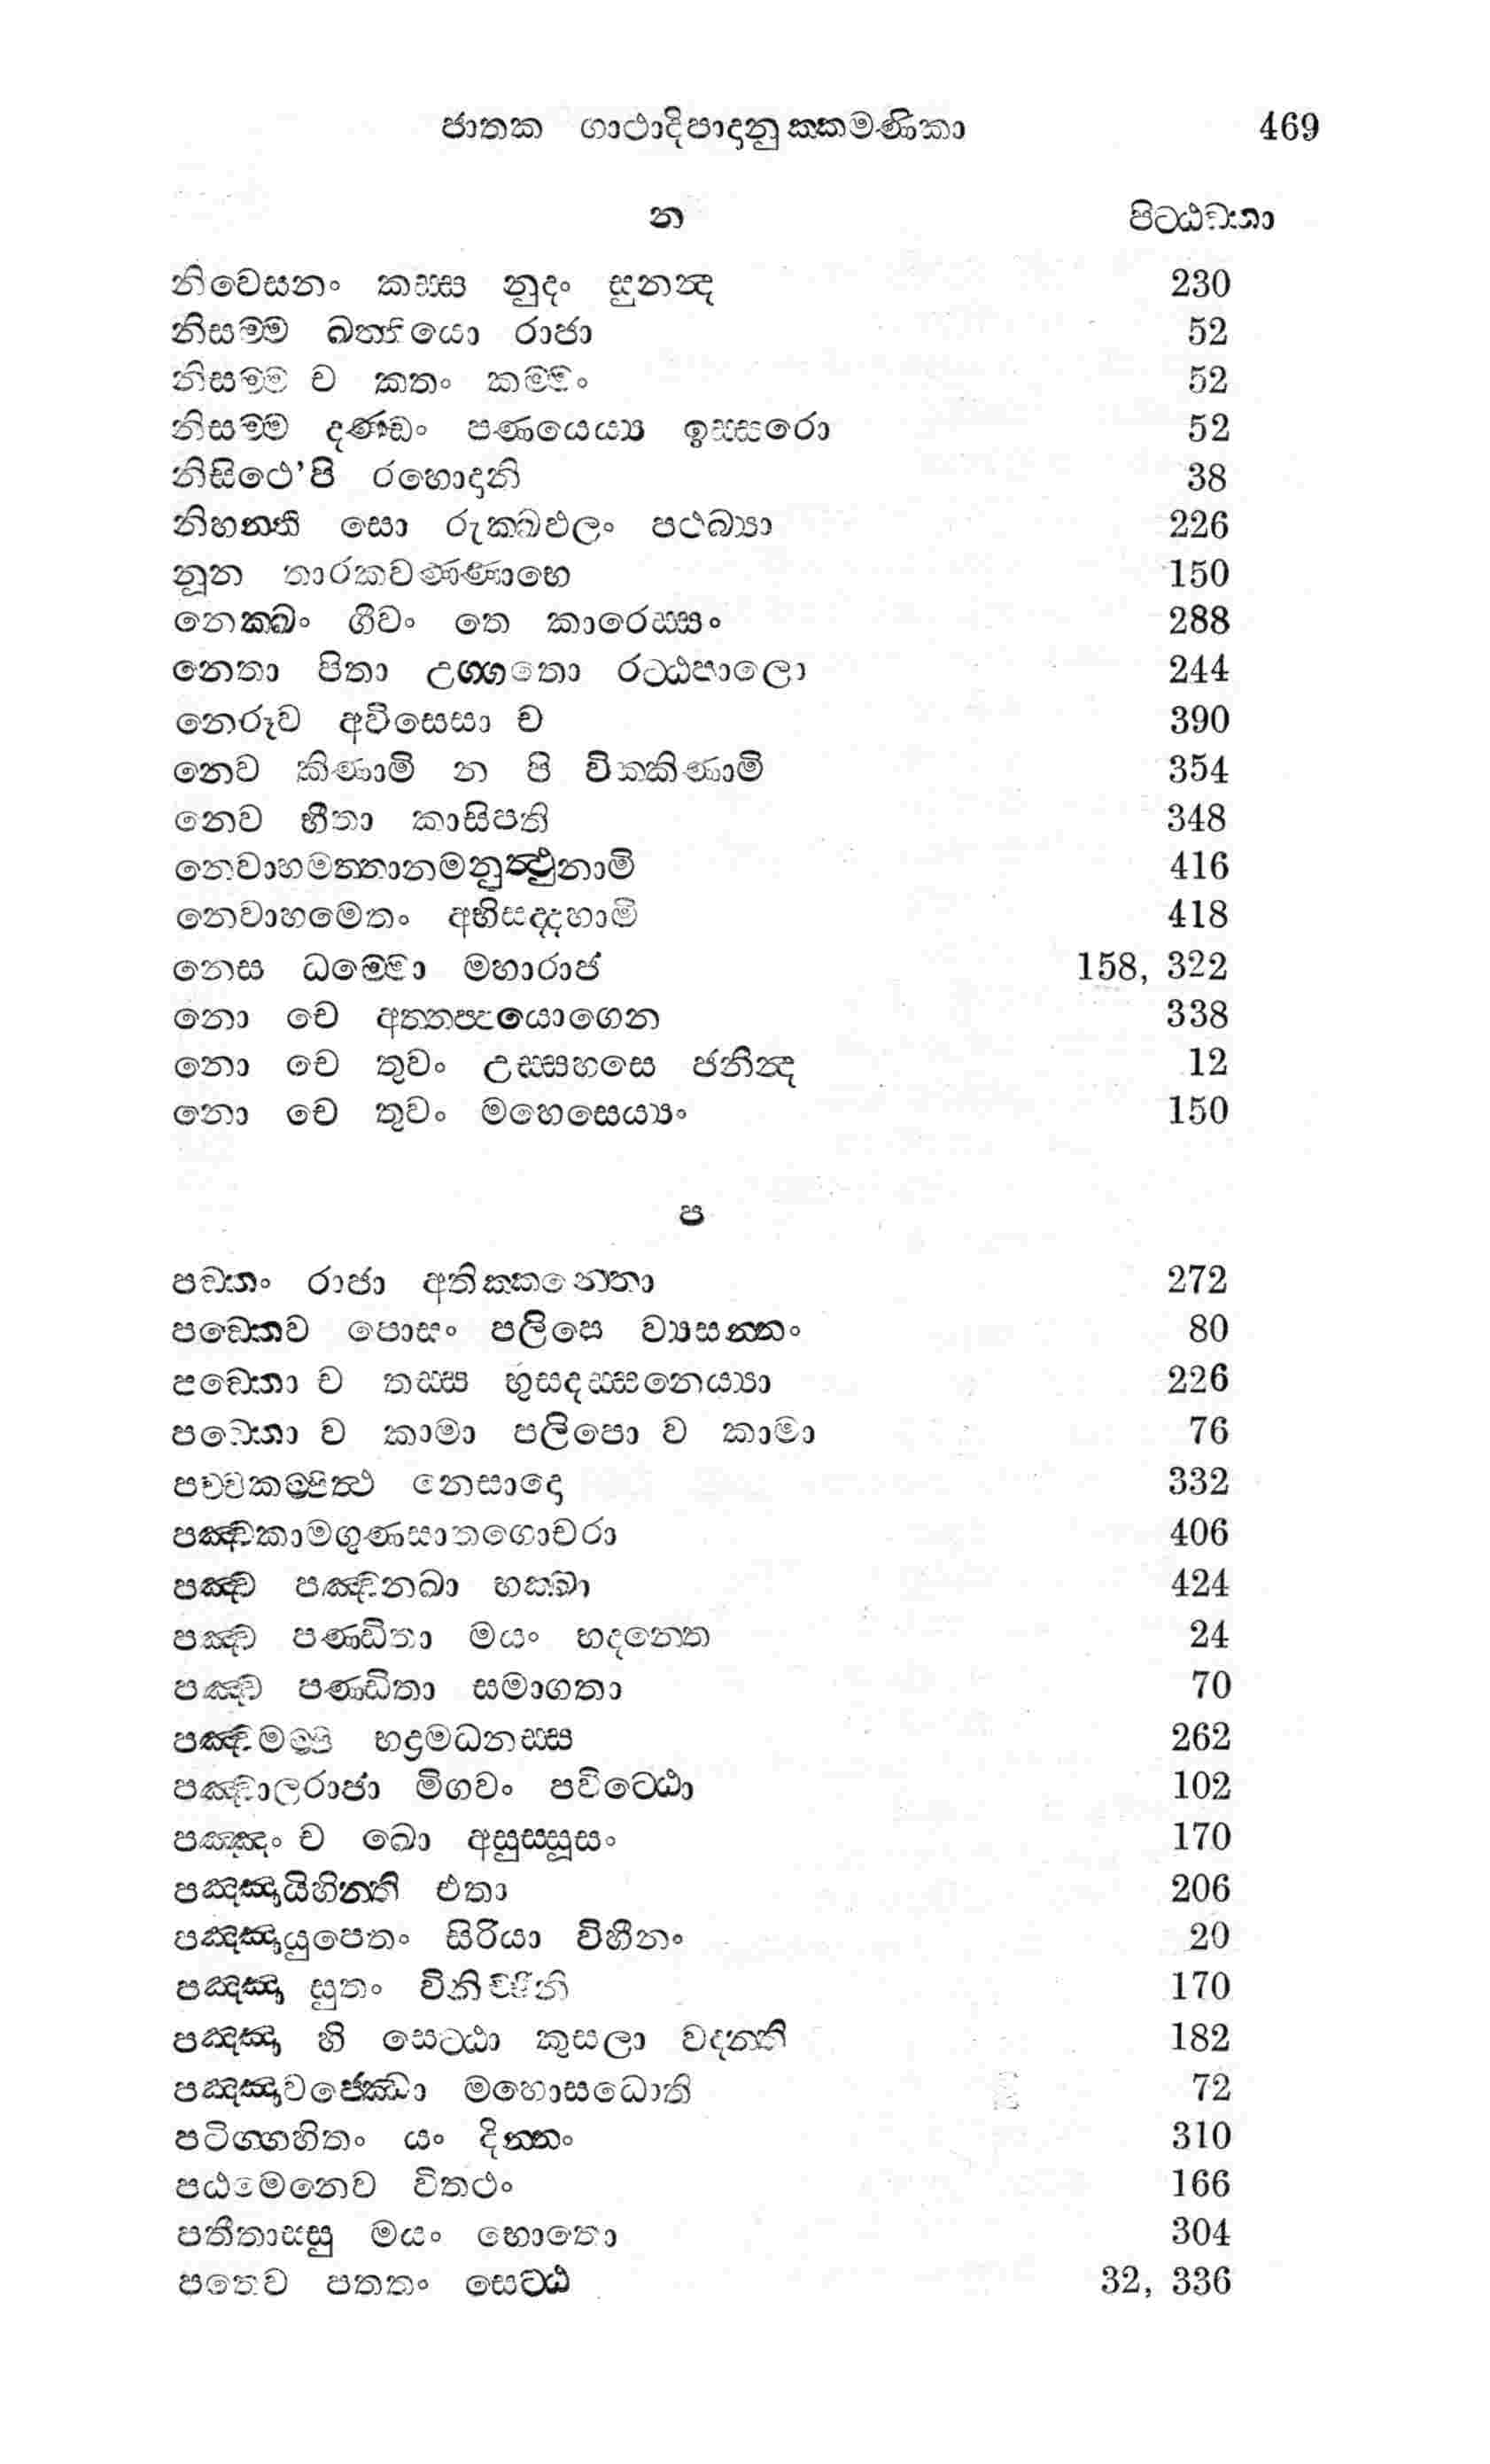 ජාතක ගාථාදිපාදානුක්කමණිකා 469
න පිට්ඨඞ්කා
නිවෙසනං කස්ස නුදං සුනන්ද 230
නිසම්ම ඛත්තියො රාජා 52
නිසම්ම ච කතං කම්මං 52
නිසම්ම දණ්ඩං පණයෙය්‍ය ඉස්සරො 52
නිසිථෙ'පි රහොදානි 38
නිහන්ති සො රුක්ඛඵලං පථබ්‍යා 226
නූන තාරකවණ්ණාභෙ 150
නෙක්ඛං ගීවං තෙ කාරෙස්සං 288
නෙතා පිතා උග්ගතො රට්ඨපාලො 244
නෙරූව අවිසෙසා ච 390
නෙව කිණාමි න පි වික්කිණාමි 354
නෙව භීතා කාසිපති 348
නෙවාහමත්තානමනුත්ථුනාමි 416
නෙවාහමෙතං අභිසද්දහාමි 418
නෙස ධම්මො මහාරාජ 158, 322
නො චෙ අත්තප්පයොගෙන 338
නො චෙ තුවං උස්සහසෙ ජනින්ද 12
නො චෙ තුවං මහෙසෙය්‍යං 150
ප
පඞ්කං රාජා අතික්කන්තො 272
පඞ්කෙව පොසං පලිපෙ ව්‍යසන්නං 80
පඞ්කො ච තස්ස භුසදස්සනෙය්‍යා 226
පඞ්කො ව කාමා පලිපො ව කාමා 76
පච්චකම්පිත්ථ නෙසාදො 332
පඤ්චකාමගුණසාතගොචරා 406
පඤ්ච පඤ්චනඛා භක්ඛා 424
පඤ්ච පණ්ඩිතා මයං භදන්තෙ 24
පඤ්ච පණ්ඩිතා සමාගතා 70
පඤ්චමම්පි භද්‍රමධනස්ස 262
පඤ්චාලරාජා මිගවං පවිට්ඨො 102
පඤ්ඤං ච ඛො අසුස්සූසං 170
පඤ්ඤායිහින්ති එතා 206
පඤ්ඤායුපෙතං සිරියා විහීනං 20
පඤ්ඤා සුතං විනිච්ඡිනි 170
පඤ්ඤා හි සෙට්ඨා කුසලා වදන්ති 182
පඤ්ඤාවජ්ඣො මහොසධොති 72
පටිග්ගහිතං යං දින්නං 310
පඨමෙනෙව විතථං 166
පතීතාස්සු මයං භොතො 304
පතෙව පතතං සෙට්ඨ 32, 336